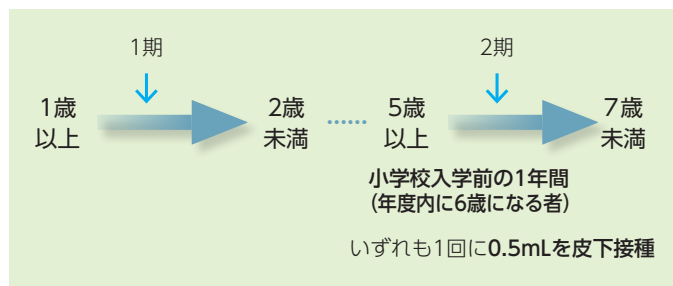 1期
2期
1歳
以上
2歳
未満
……
5歳
以上
7歳
未満
小学校入学前の1年間
（年度内に6歳になる者）
いずれも1回に0.5mLを皮下接種